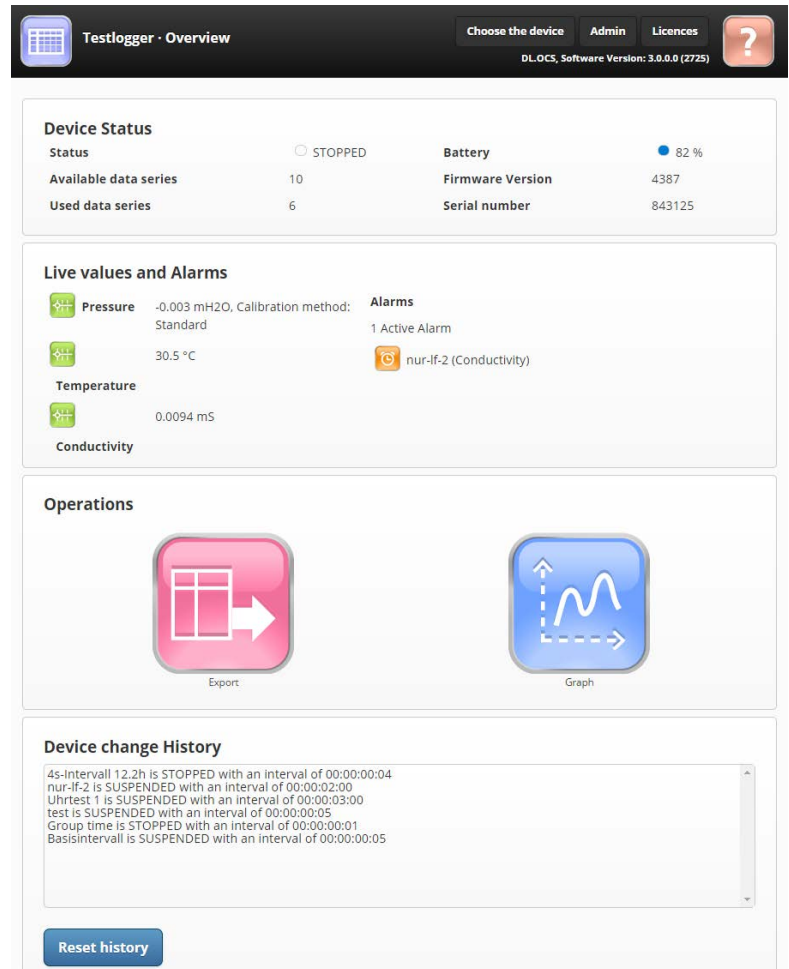 Testlogger · Overview
Choose the device Admin Licences
?
DL.OCS, Software Version: 3.0.0.0 (2725)
Device Status
Status STOPPED Battery 82 %
Available data series 10 Firmware Version 4387
Used data series 6 Serial number 843125
Live values and Alarms
Pressure -0.003 mH2O, Calibration method:
Standard
30.5 °C
Temperature
0.0094 mS
Conductivity
Alarms
1 Active Alarm
nur-lf-2 (Conductivity)
Operations
Export Graph
Device change History
4s-Intervall 12.2h is STOPPED with an interval of 00:00:00:04
nur-lf-2 is SUSPENDED with an interval of 00:00:02:00
Uhrtest 1 is SUSPENDED with an interval of 00:00:03:00
test is SUSPENDED with an interval of 00:00:00:05
Group time is STOPPED with an interval of 00:00:00:01
Basisintervall is SUSPENDED with an interval of 00:00:00:05
Reset history